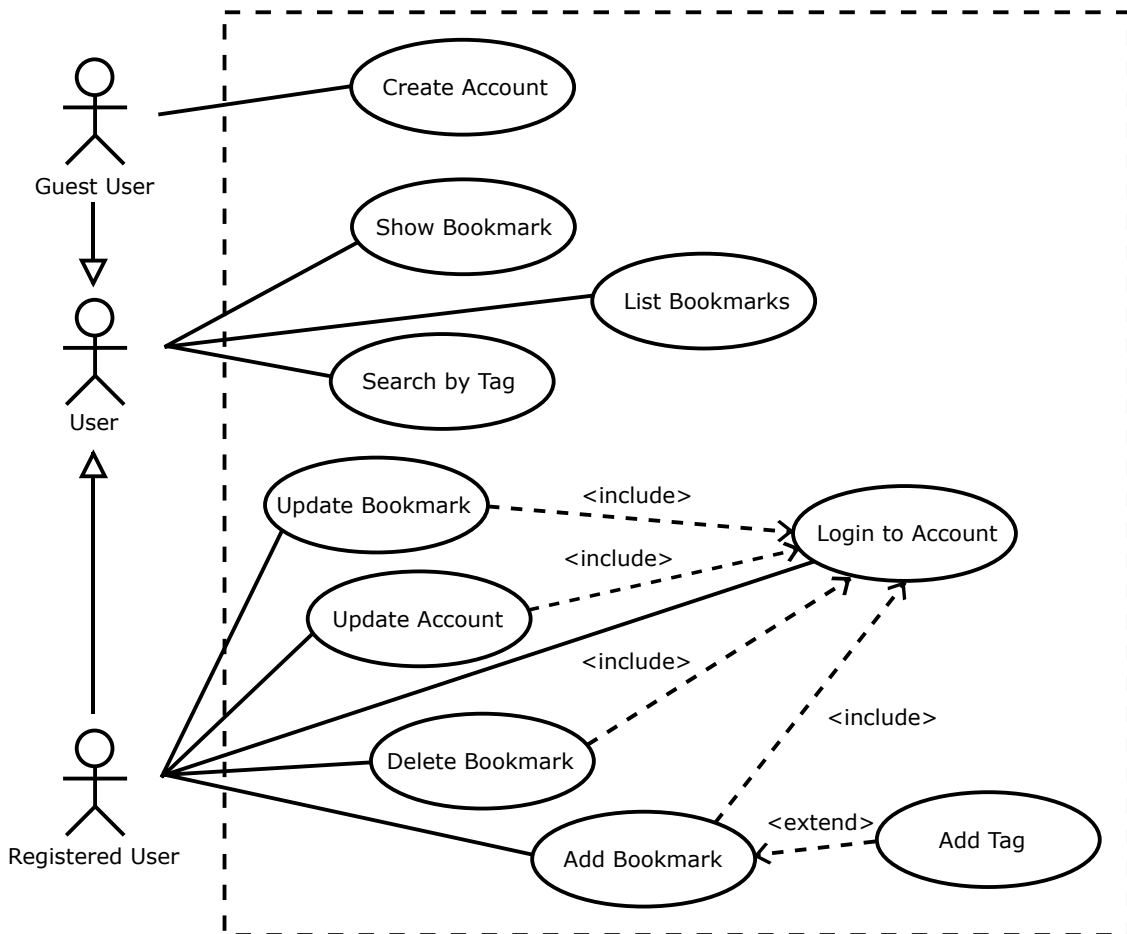 Create Account
Guest User
Show Bookmark
List Bookmarks
Search by Tag
User
Update Bookmark
<include>
Login to Account
<include>
Update Account
<include>
<include>
Delete Bookmark
<extend>
Add Tag
Registered User
Add Bookmark